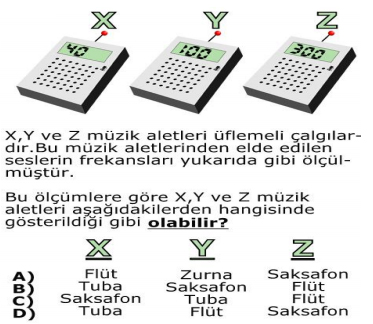 X Y Z
40 100 300
X,Y ve Z müzik aletleri üflemeli çalgılar-
dır.Bu müzik aletlerinden elde edilen
seslerin frekansları yukarıda gibi ölçül-
müştür.
Bu ölçümlere göre X,Y ve Z müzik
aletleri aşağıdakilerden hangisinde
gösterildiği gibi olabilir?
X Y Z
A) Flüt Zurna Saksafon
B) Tuba Saksafon Flüt
C) Saksafon Tuba Flüt
D) Tuba Flüt Saksafon